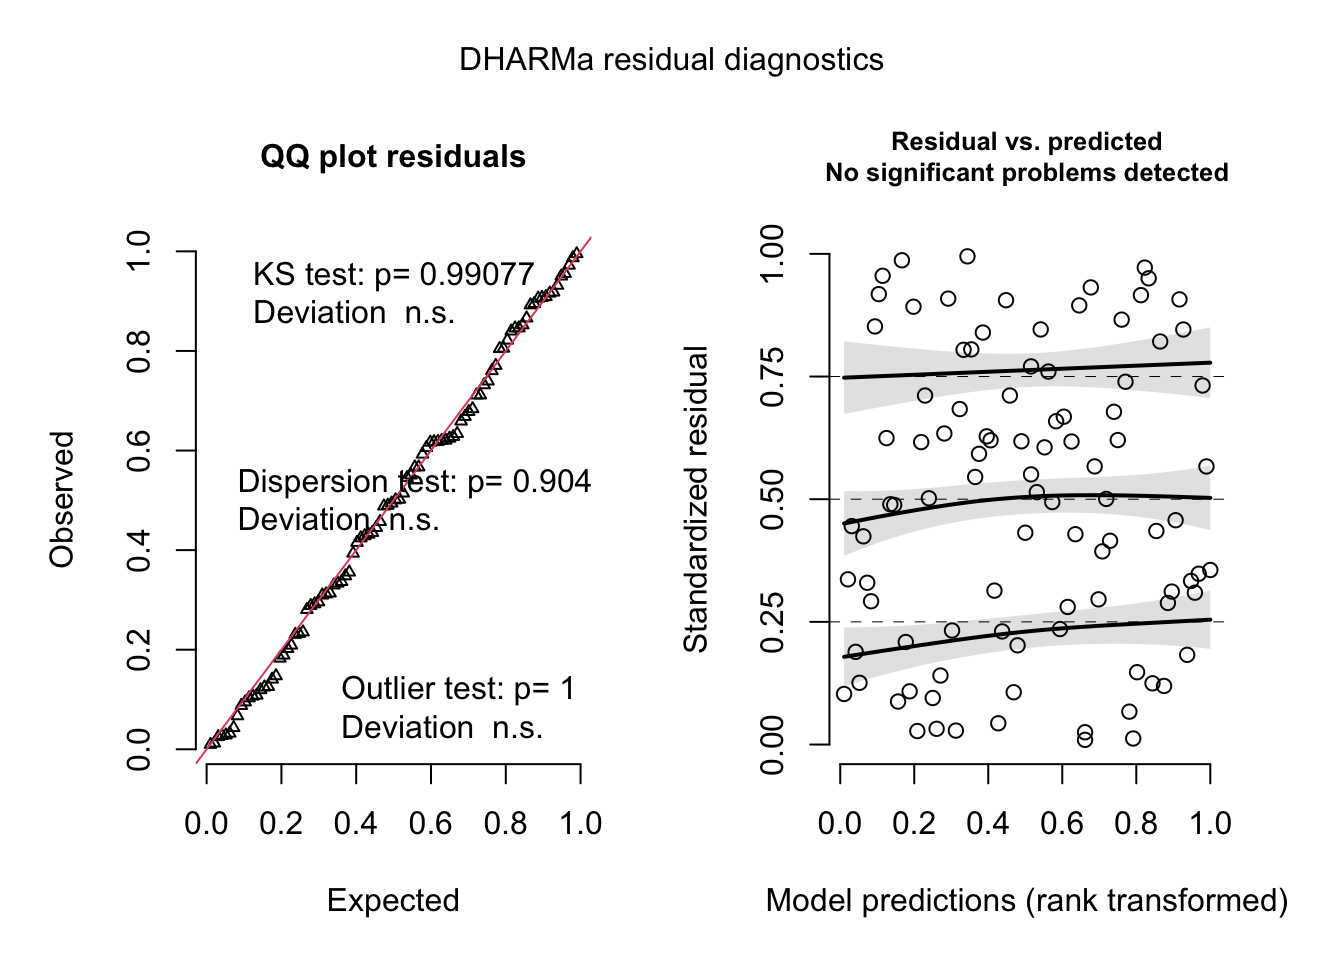 DHARMa residual diagnostics
QQ plot residuals
KS test: p= 0.99077
Deviation  n.s.
Dispersion test: p= 0.904
Deviation  n.s.
Outlier test: p= 1
Deviation  n.s.
Observed
0.0 0.2 0.4 0.6 0.8 1.0
0.0 0.2 0.4 0.6 0.8 1.0
Expected
Residual vs. predicted
No significant problems detected
Standardized residual
0.00 0.25 0.50 0.75 1.00
0.0 0.2 0.4 0.6 0.8 1.0
Model predictions (rank transformed)